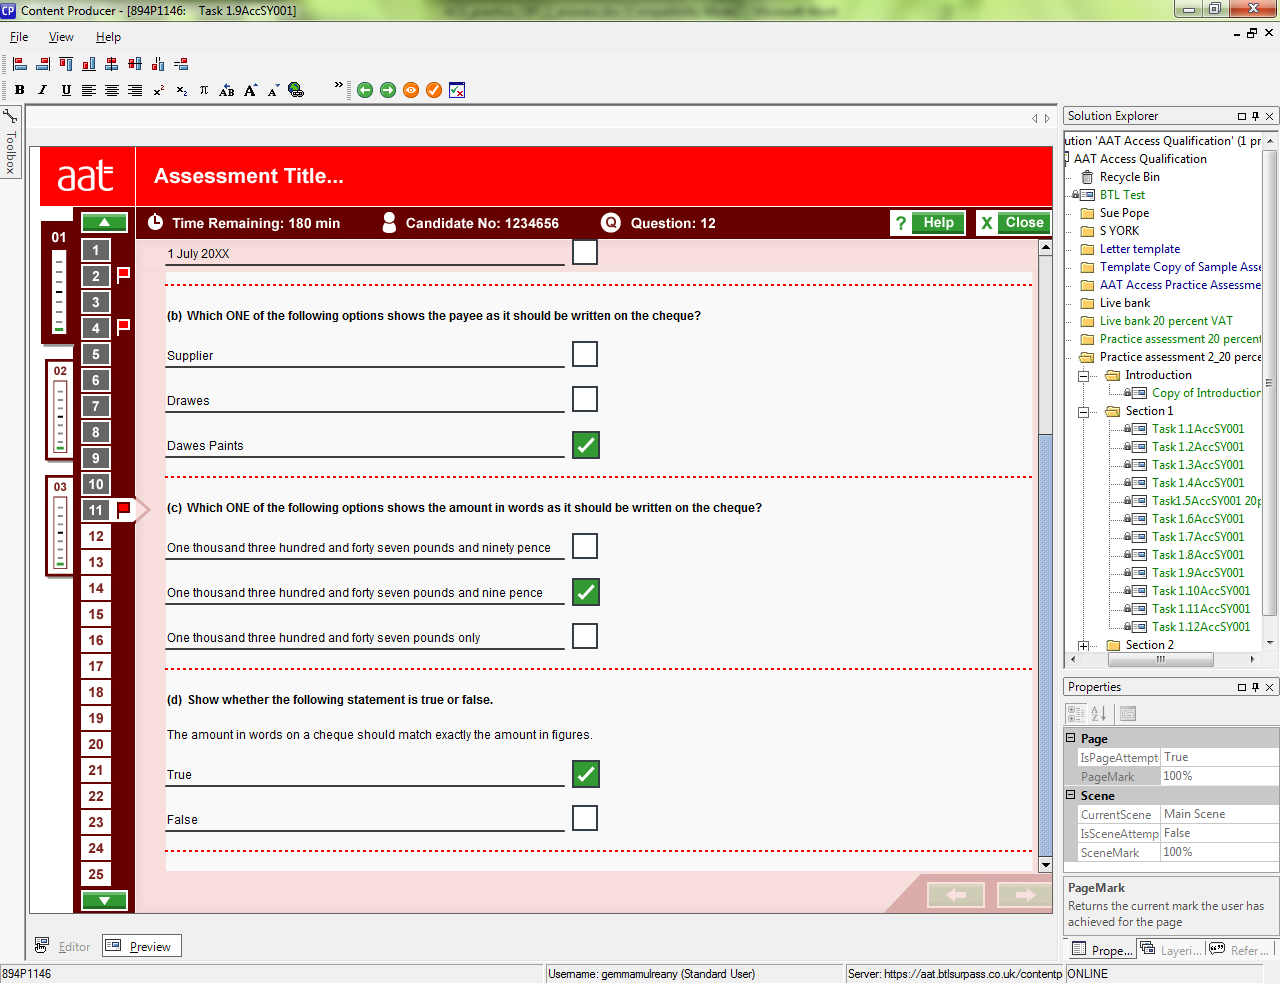 Content Producer - [894P1146: Task 1.9AccSY001]
File View Help
B I U x² x₂ π AB A A »
Toolbox
aat
Assessment Title...
Time Remaining: 180 min
Candidate No: 1234656
Q Question: 12
? Help
X Close
01
02
03
1
2
3
4
5
6
7
8
9
10
11
12
13
14
15
16
17
18
19
20
21
22
23
24
25
1 July 20XX
(b) Which ONE of the following options shows the payee as it should be written on the cheque?
Supplier
Drawes
Dawes Paints
(c) Which ONE of the following options shows the amount in words as it should be written on the cheque?
One thousand three hundred and forty seven pounds and ninety pence
One thousand three hundred and forty seven pounds and nine pence
One thousand three hundred and forty seven pounds only
(d) Show whether the following statement is true or false.
The amount in words on a cheque should match exactly the amount in figures.
True
False
Editor
Preview
Solution Explorer
ution 'AAT Access Qualification' (1 pr
AAT Access Qualification
Recycle Bin
BTL Test
Sue Pope
S YORK
Letter template
Template Copy of Sample Asse
AAT Access Practice Assessme
Live bank
Live bank 20 percent VAT
Practice assessment 20 percent
Practice assessment 2_20 perce
Introduction
Copy of Introduction
Section 1
Task 1.1AccSY001
Task 1.2AccSY001
Task 1.3AccSY001
Task 1.4AccSY001
Task1.5AccSY001 20p
Task 1.6AccSY001
Task 1.7AccSY001
Task 1.8AccSY001
Task 1.9AccSY001
Task 1.10AccSY001
Task 1.11AccSY001
Task 1.12AccSY001
Section 2
Properties
Page
IsPageAttempt True
PageMark 100%
Scene
CurrentScene Main Scene
IsSceneAttemp False
SceneMark 100%
PageMark
Returns the current mark the user has
achieved for the page
Prope... Layeri... Refer...
894P1146
Username: gemmamulreany (Standard User)
Server: https://aat.btlsurpass.co.uk/contentp
ONLINE